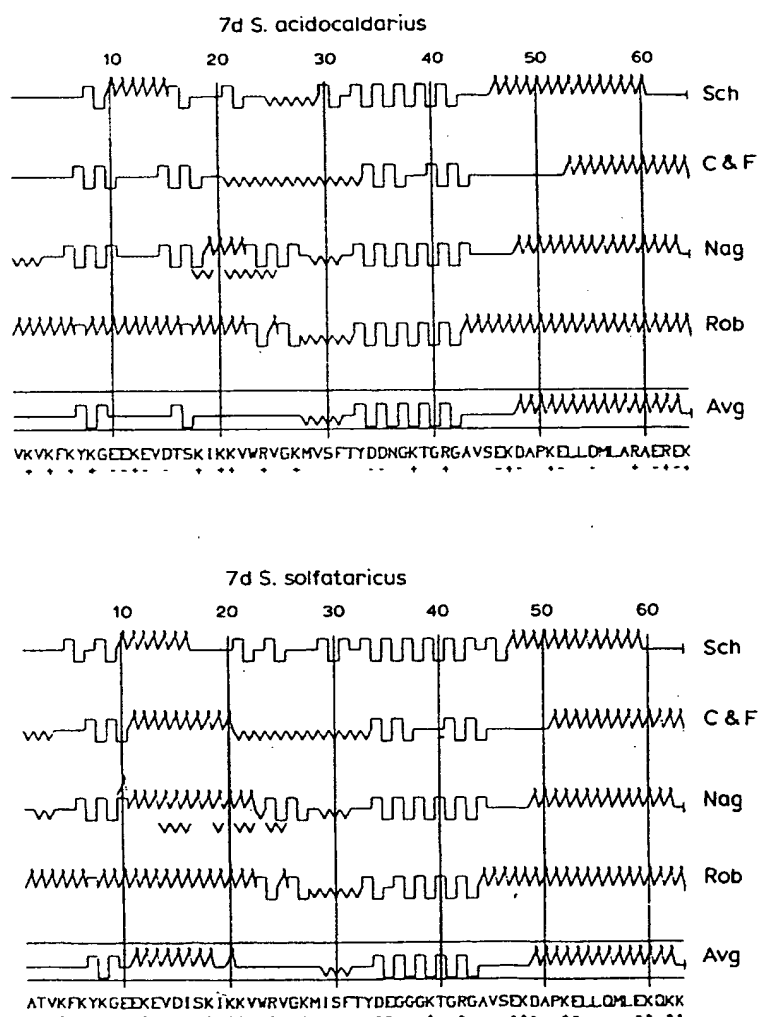 7d S. acidocaldarius
10 20 30 40 50 60
Sch
C & F
Nag
Rob
Avg
VKVKFKYKGEEKEVDTSKIKKVWRVGKMVSFTYDDNGKTGRGAVSEKDAPKELLDMLARAEREK
7d S. solfataricus
10 20 30 40 50 60
Sch
C & F
Nag
Rob
Avg
ATVKFKYKGEEKEVDISKIKKVWRVGKMISFTYDEGGGKTGRGAVSEKDAPKELLQMLEKQKK